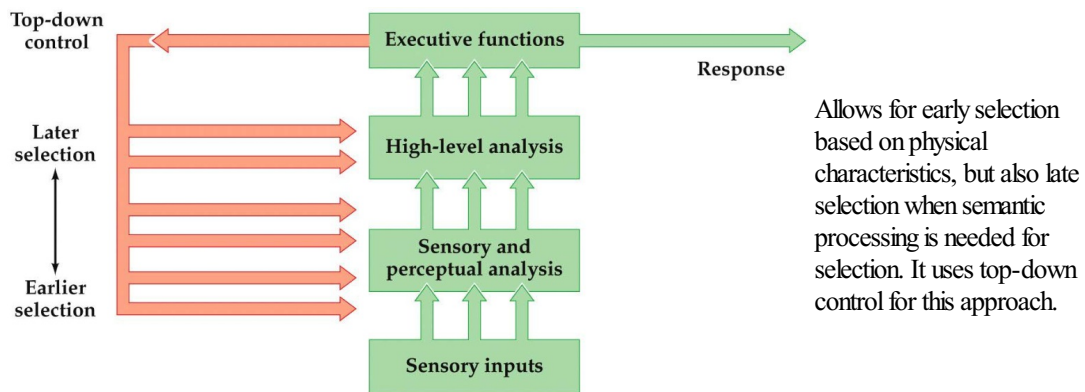 Top-down
control
Executive functions
Response
Later
selection
High-level analysis
Sensory and
perceptual analysis
Earlier
selection
Sensory inputs
Allows for early selection
based on physical
characteristics, but also late
selection when semantic
processing is needed for
selection. It uses top-down
control for this approach.